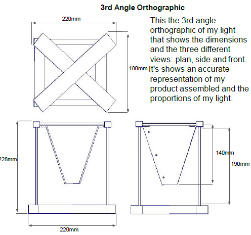 3rd Angle Orthographic
220mm
This the 3rd angle
orthographic of my light
that shows the dimensions
and the three different
views: plan, side and front.
It's shows an accurate
representation of my
product assembled and the
proportions of my light.
180mm
228mm
140mm
190mm
220mm